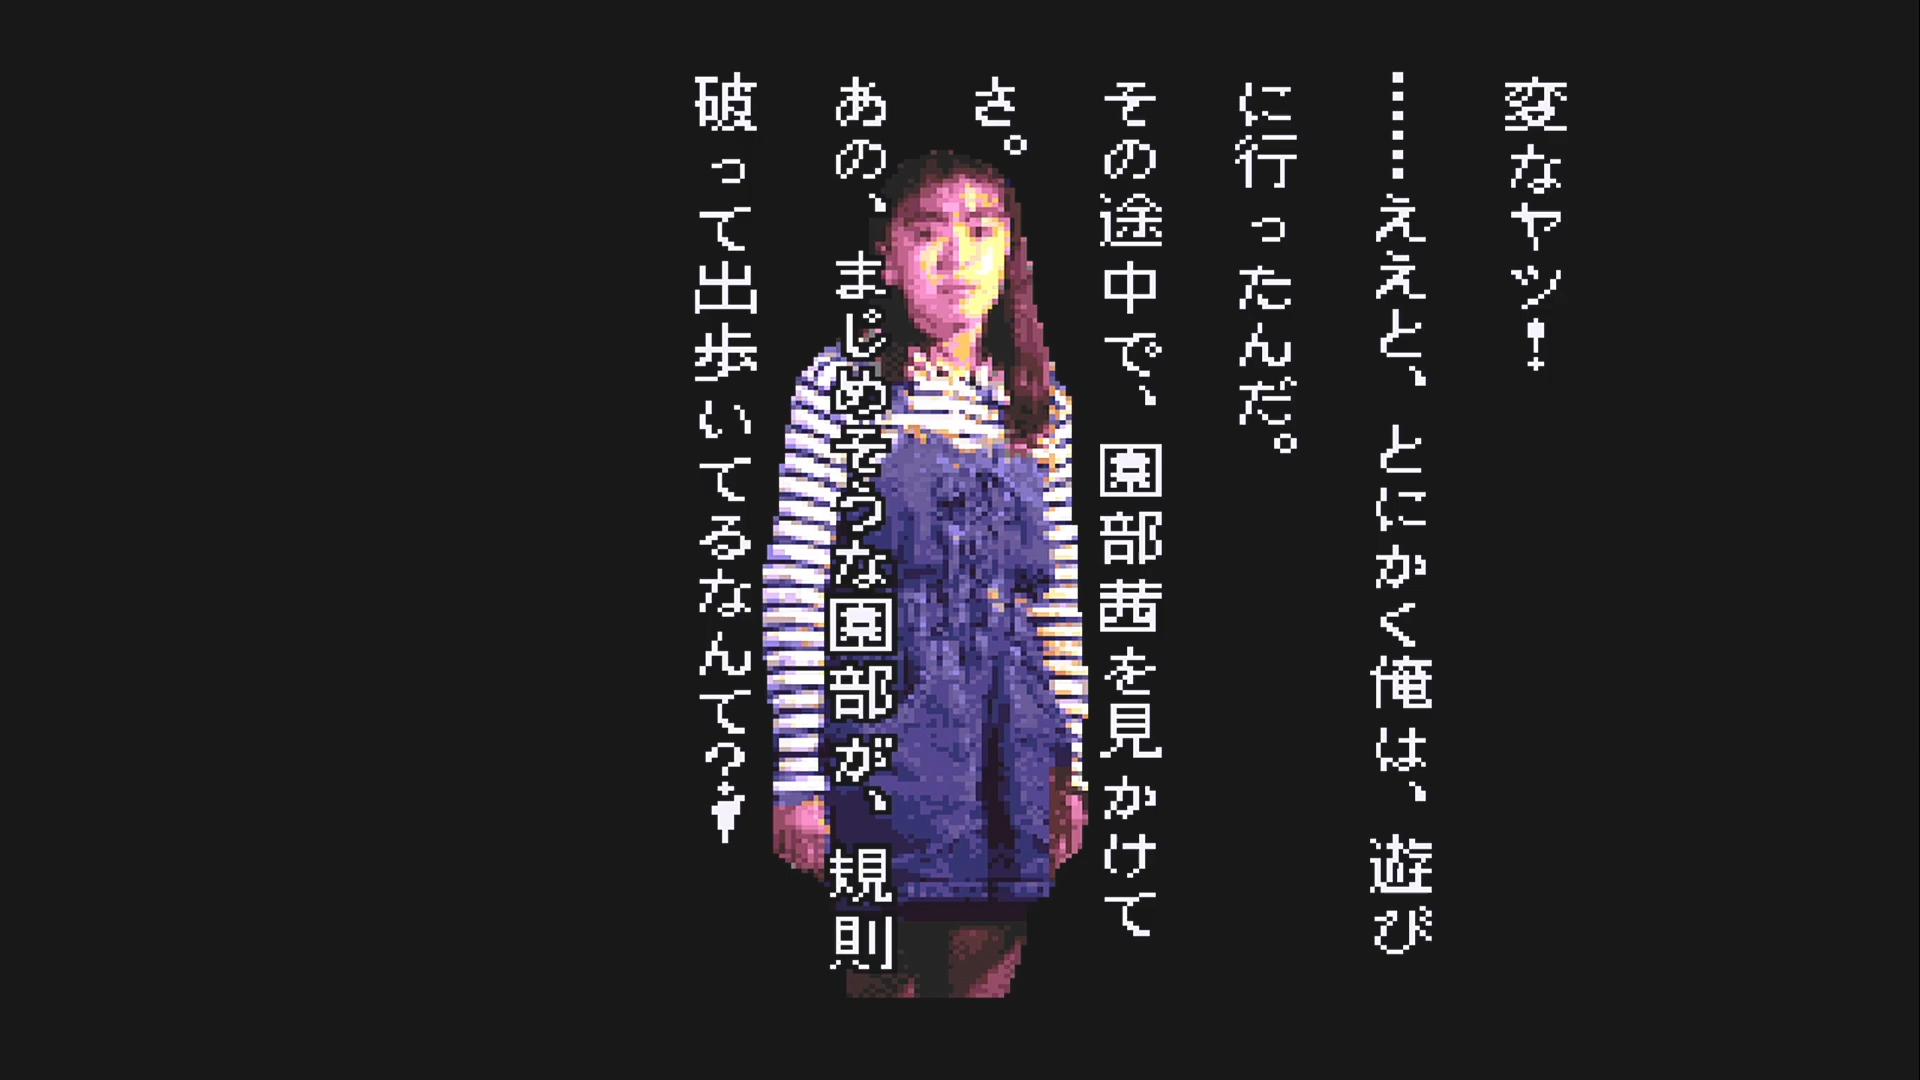 変なヤツ！
……ええと、とにかく俺は、遊び
に行ったんだ。
その途中で、園部茜を見かけて
さ。
あの、まじめそうな園部が、規則
破って出歩いてるなんて？